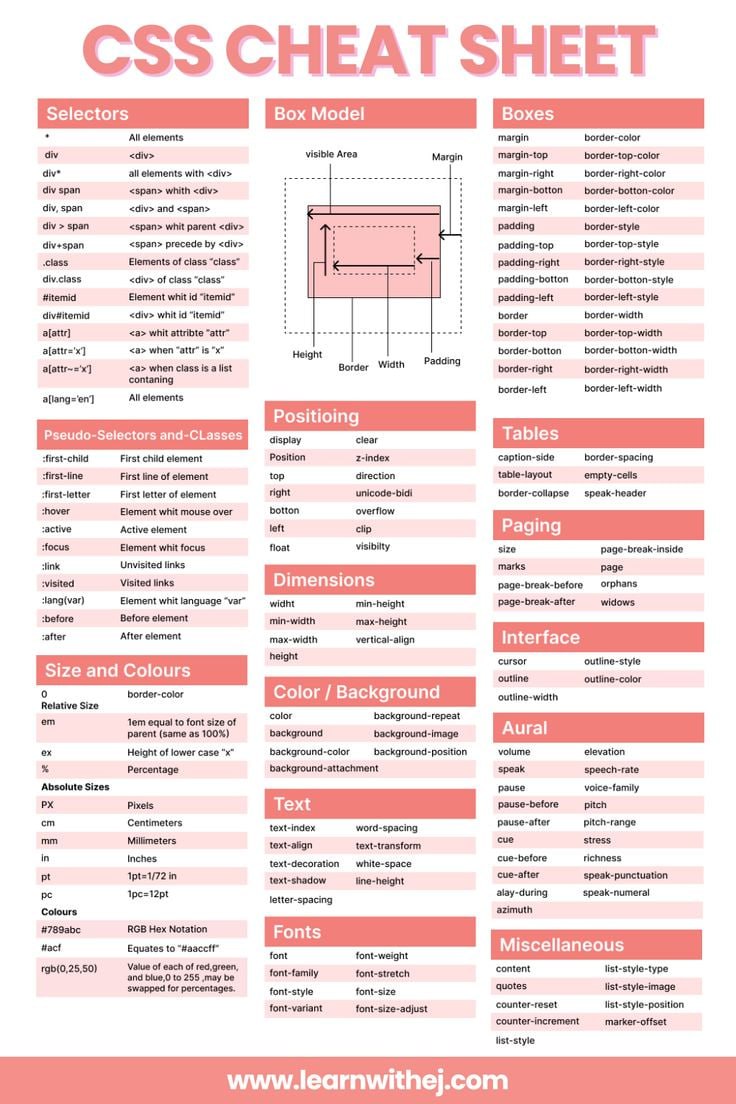 CSS CHEAT SHEET
Selectors
* All elements
div <div>
div* all elements with <div>
div span <span> whith <div>
div, span <div> and <span>
div > span <span> whit parent <div>
div+span <span> precede by <div>
.class Elements of class "class"
div.class <div> of class "class"
#itemid Element whit id "itemid"
div#itemid <div> whit id "itemid"
a[attr] <a> whit attribte "attr"
a[attr='x'] <a> when "attr" is "x"
a[attr~='x'] <a> when class is a list
contaning
a[lang='en'] All elements
Pseudo-Selectors and-CLasses
:first-child First child element
:first-line First line of element
:first-letter First letter of element
:hover Element whit mouse over
:active Active element
:focus Element whit focus
:link Unvisited links
:visited Visited links
:lang(var) Element whit language "var"
:before Before element
:after After element
Size and Colours
0 border-color
Relative Size
em 1em equal to font size of
parent (same as 100%)
ex Height of lower case "x"
% Percentage
Absolute Sizes
PX Pixels
cm Centimeters
mm Millimeters
in Inches
pt 1pt=1/72 in
pc 1pc=12pt
Colours
#789abc RGB Hex Notation
#acf Equates to "#aaccff"
rgb(0,25,50) Value of each of red,green,
and blue,0 to 255 ,may be
swapped for percentages.
Box Model
visible Area
Margin
Height
Border
Width
Padding
Positioing
display clear
Position z-index
top direction
right unicode-bidi
botton overflow
left clip
float visibilty
Dimensions
widht min-height
min-width max-height
max-width vertical-align
height
Color / Background
color background-repeat
background background-image
background-color background-position
background-attachment
Text
text-index word-spacing
text-align text-transform
text-decoration white-space
text-shadow line-height
letter-spacing
Fonts
font font-weight
font-family font-stretch
font-style font-size
font-variant font-size-adjust
Boxes
margin border-color
margin-top border-top-color
margin-right border-right-color
margin-botton border-botton-color
margin-left border-left-color
padding border-style
padding-top border-top-style
padding-right border-right-style
padding-botton border-botton-style
padding-left border-left-style
border border-width
border-top border-top-width
border-botton border-botton-width
border-right border-right-width
border-left border-left-width
Tables
caption-side border-spacing
table-layout empty-cells
border-collapse speak-header
Paging
size page-break-inside
marks page
page-break-before orphans
page-break-after widows
Interface
cursor outline-style
outline outline-color
outline-width
Aural
volume elevation
speak speech-rate
pause voice-family
pause-before pitch
pause-after pitch-range
cue stress
cue-before richness
cue-after speak-punctuation
alay-during speak-numeral
azimuth
Miscellaneous
content list-style-type
quotes list-style-image
counter-reset list-style-position
counter-increment marker-offset
list-style
www.learnwithej.com